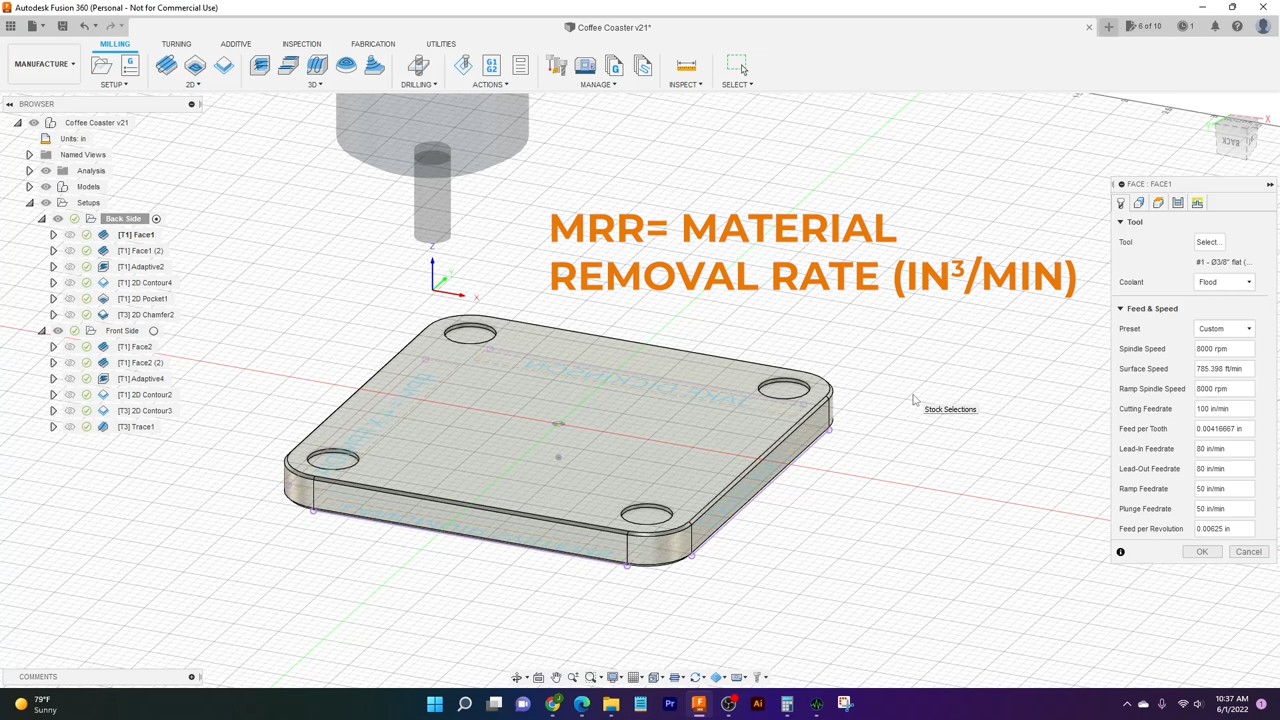 Autodesk Fusion 360 (Personal - Not for Commercial Use)
Coffee Coaster v21*
6 of 10
1
MILLING
TURNING
ADDITIVE
INSPECTION
FABRICATION
UTILITIES
MANUFACTURE
SETUP
2D
3D
DRILLING
ACTIONS
MANAGE
INSPECT
SELECT
G1
G2
BROWSER
Coffee Coaster v21
Units: in
Named Views
Analysis
Models
Setups
Back Side
[T1] Face1
[T1] Face1 (2)
[T1] Adaptive2
[T1] 2D Contour4
[T1] 2D Pocket1
[T3] 2D Chamfer2
Front Side
[T1] Face2
[T1] Face2 (2)
[T1] Adaptive4
[T1] 2D Contour2
[T3] 2D Contour3
[T3] Trace1
MRR= MATERIAL
REMOVAL RATE (IN³/MIN)
Z
Y
X
X
BACK
Stock Selections
FACE : FACE1
Tool
Tool
Select...
#1 - Ø3/8" flat (...
Coolant
Flood
Feed & Speed
Preset
Custom
Spindle Speed
8000 rpm
Surface Speed
785.398 ft/min
Ramp Spindle Speed
8000 rpm
Cutting Feedrate
100 in/min
Feed per Tooth
0.00416667 in
Lead-In Feedrate
80 in/min
Lead-Out Feedrate
80 in/min
Ramp Feedrate
50 in/min
Plunge Feedrate
50 in/min
Feed per Revolution
0.00625 in
OK
Cancel
COMMENTS
79°F
Sunny
Pr
Ai
10:37 AM
6/1/2022